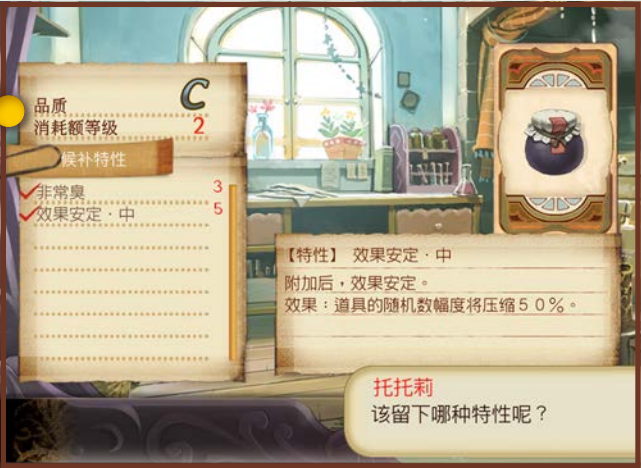 品质 C
消耗额等级 2
候补特性
非常臭 3
效果安定·中 5
【特性】 效果安定·中
附加后，效果安定。
效果：道具的随机数幅度将压缩５０％。
托托莉
该留下哪种特性呢？